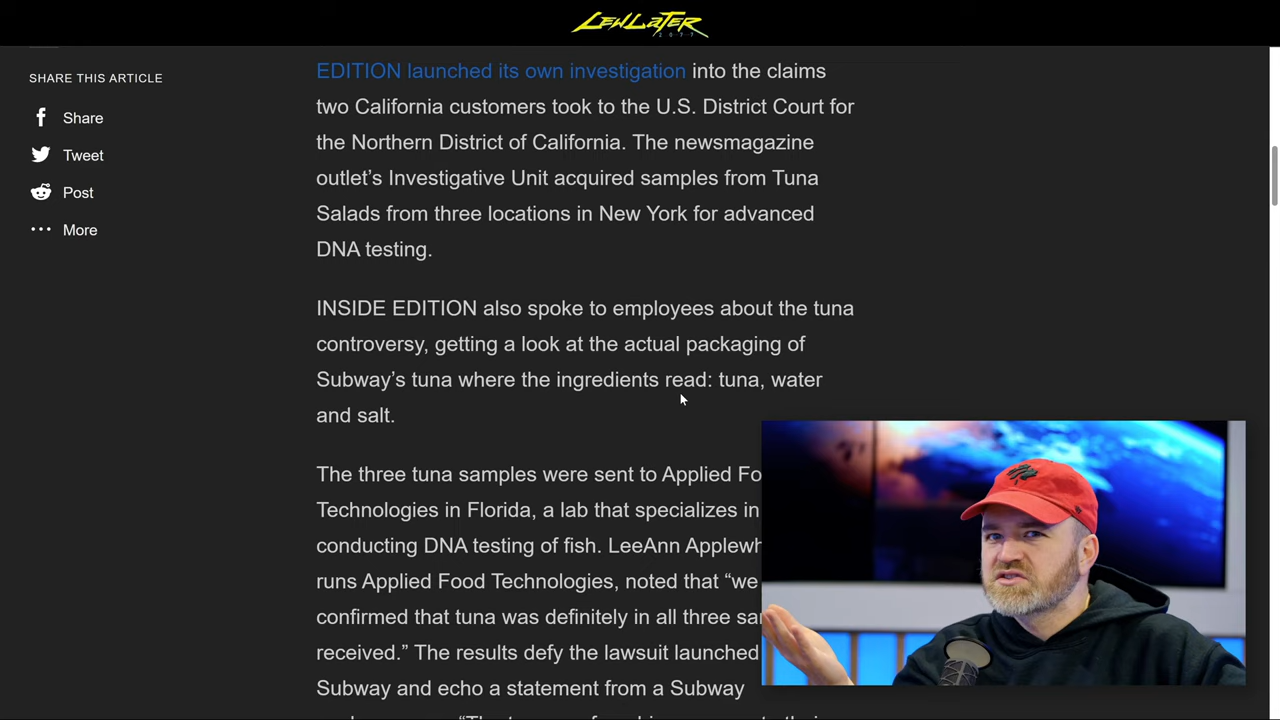 LEWLATER
2077
SHARE THIS ARTICLE
Share
Tweet
Post
More
EDITION launched its own investigation into the claims
two California customers took to the U.S. District Court for
the Northern District of California. The newsmagazine
outlet’s Investigative Unit acquired samples from Tuna
Salads from three locations in New York for advanced
DNA testing.
INSIDE EDITION also spoke to employees about the tuna
controversy, getting a look at the actual packaging of
Subway’s tuna where the ingredients read: tuna, water
and salt.
The three tuna samples were sent to Applied Fo
Technologies in Florida, a lab that specializes in
conducting DNA testing of fish. LeeAnn Applewh
runs Applied Food Technologies, noted that “we
confirmed that tuna was definitely in all three sa
received.” The results defy the lawsuit launched
Subway and echo a statement from a Subway